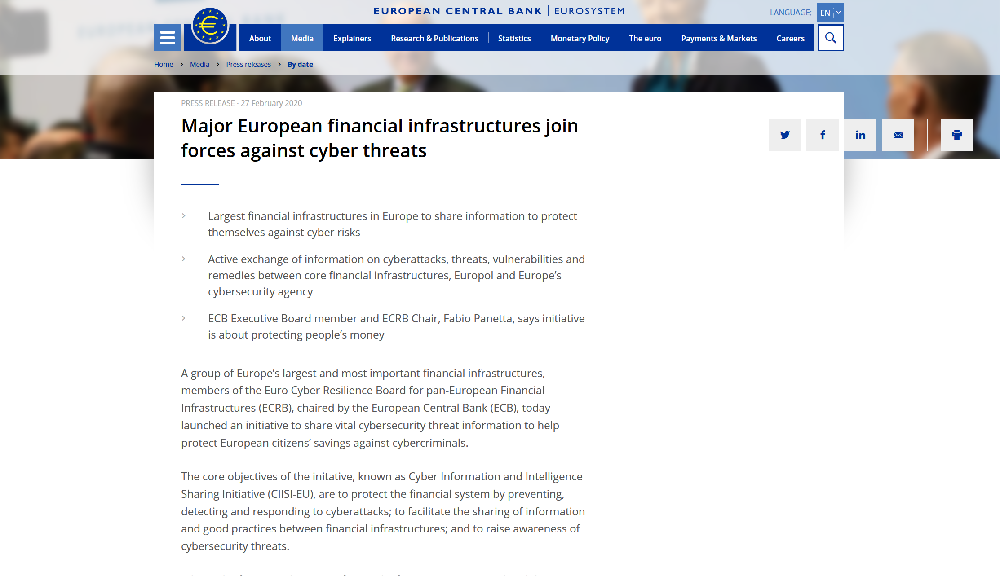 EUROPEAN CENTRAL BANK | EUROSYSTEM
LANGUAGE: EN
About Media Explainers Research & Publications Statistics Monetary Policy The euro Payments & Markets Careers
Home > Media > Press releases > By date
PRESS RELEASE · 27 February 2020
Major European financial infrastructures join
forces against cyber threats
Largest financial infrastructures in Europe to share information to protect
themselves against cyber risks
Active exchange of information on cyberattacks, threats, vulnerabilities and
remedies between core financial infrastructures, Europol and Europe’s
cybersecurity agency
ECB Executive Board member and ECRB Chair, Fabio Panetta, says initiative
is about protecting people’s money
A group of Europe’s largest and most important financial infrastructures,
members of the Euro Cyber Resilience Board for pan-European Financial
Infrastructures (ECRB), chaired by the European Central Bank (ECB), today
launched an initiative to share vital cybersecurity threat information to help
protect European citizens’ savings against cybercriminals.
The core objectives of the initative, known as Cyber Information and Intelligence
Sharing Initiative (CIISI-EU), are to protect the financial system by preventing,
detecting and responding to cyberattacks; to facilitate the sharing of information
and good practices between financial infrastructures; and to raise awareness of
cybersecurity threats.